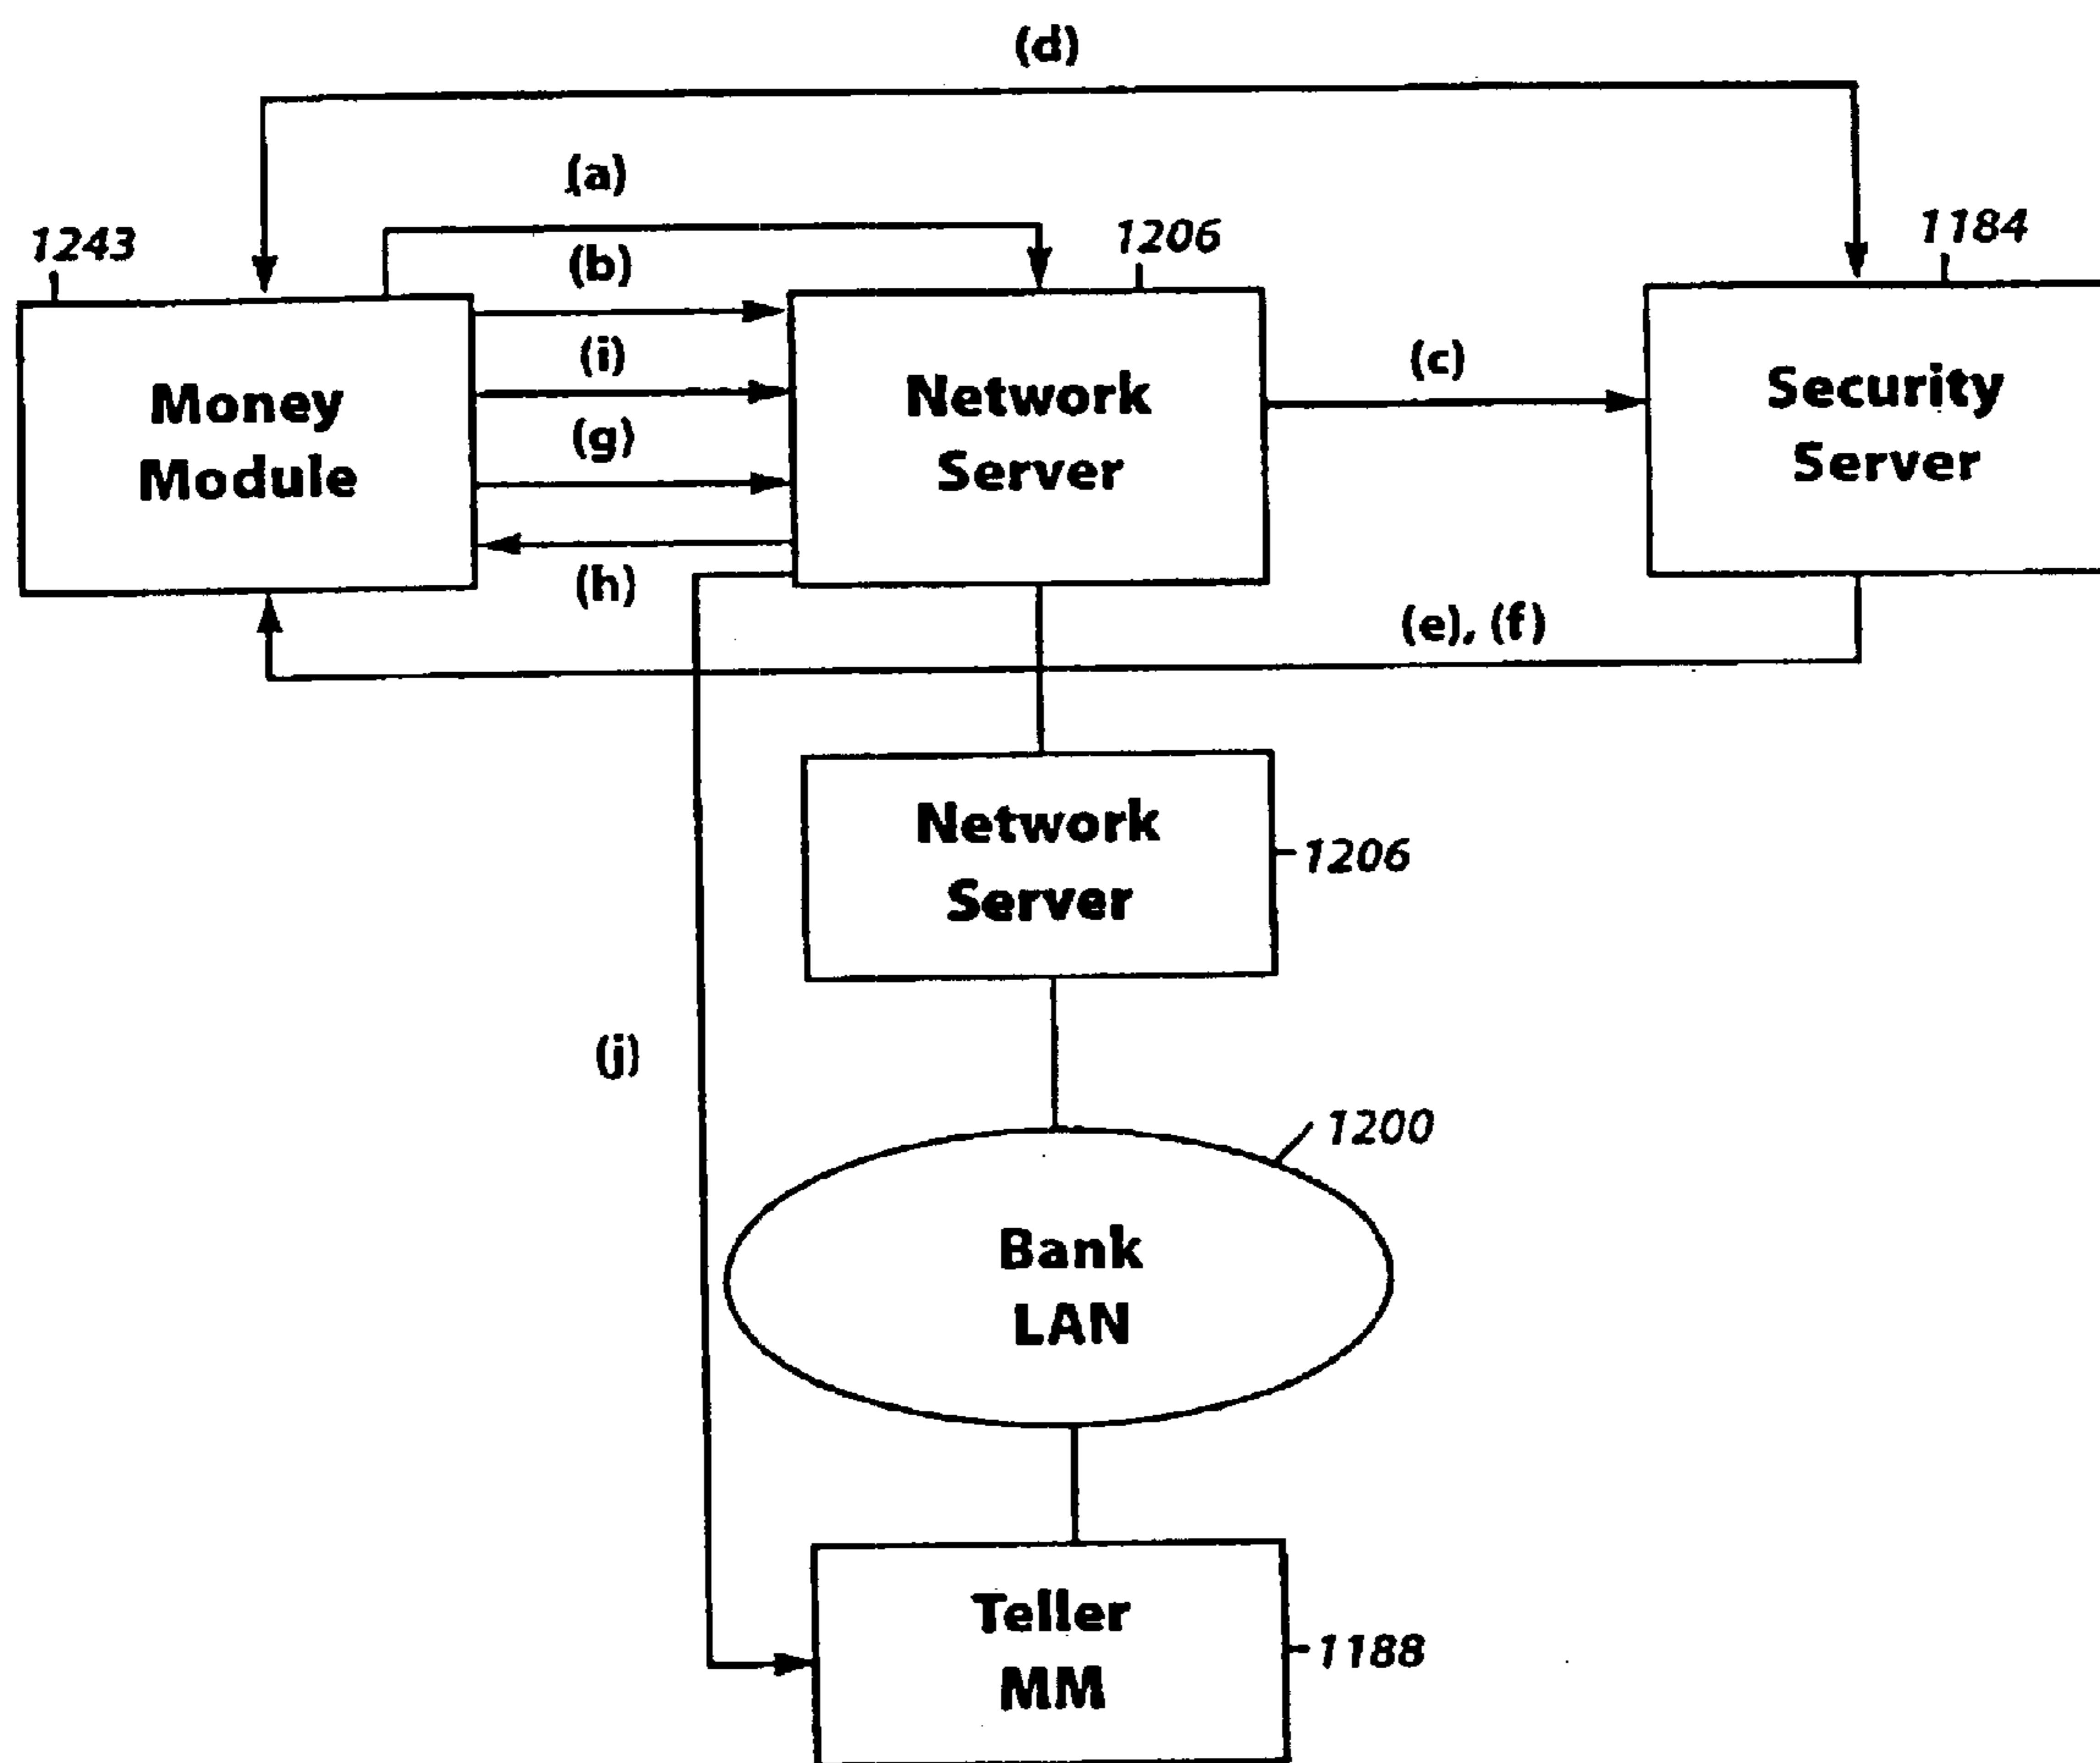 (d)
(a)
1243
1206
1184
(b)
(i)
(c)
Money
Module
Network
Server
Security
Server
(g)
(h)
(e), (f)
Network
Server
1206
(j)
1200
Bank
LAN
Teller
MM
1188